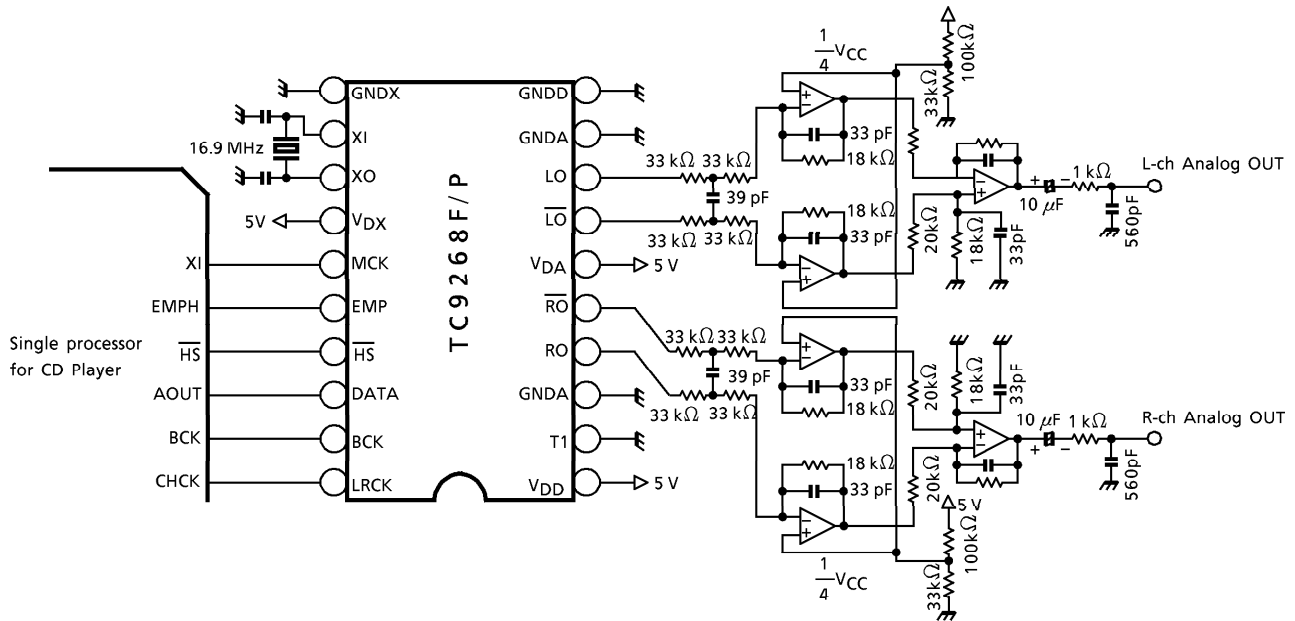 Single processor
for CD Player
XI
EMPH
HS
AOUT
BCK
CHCK
16.9 MHz
5V
GNDX
XI
XO
VDX
MCK
EMP
HS
DATA
BCK
LRCK
TC9268F/P
GNDD
GNDA
LO
LO
VDA
5 V
RO
RO
GNDA
T1
VDD
5 V
33 kΩ 33 kΩ
39 pF
33 kΩ 33 kΩ
1/4 VCC
33 pF
18 kΩ
18 kΩ
33 pF
100kΩ
33kΩ
20kΩ
18kΩ
33pF
10 μF
+ −
1 kΩ
560pF
L-ch Analog OUT
33 kΩ 33 kΩ
39 pF
33 kΩ 33 kΩ
33 pF
18 kΩ
18 kΩ
33 pF
20kΩ
20kΩ
18kΩ
33pF
10 μF
+ −
1 kΩ
560pF
R-ch Analog OUT
5 V
100kΩ
33kΩ
1/4 VCC